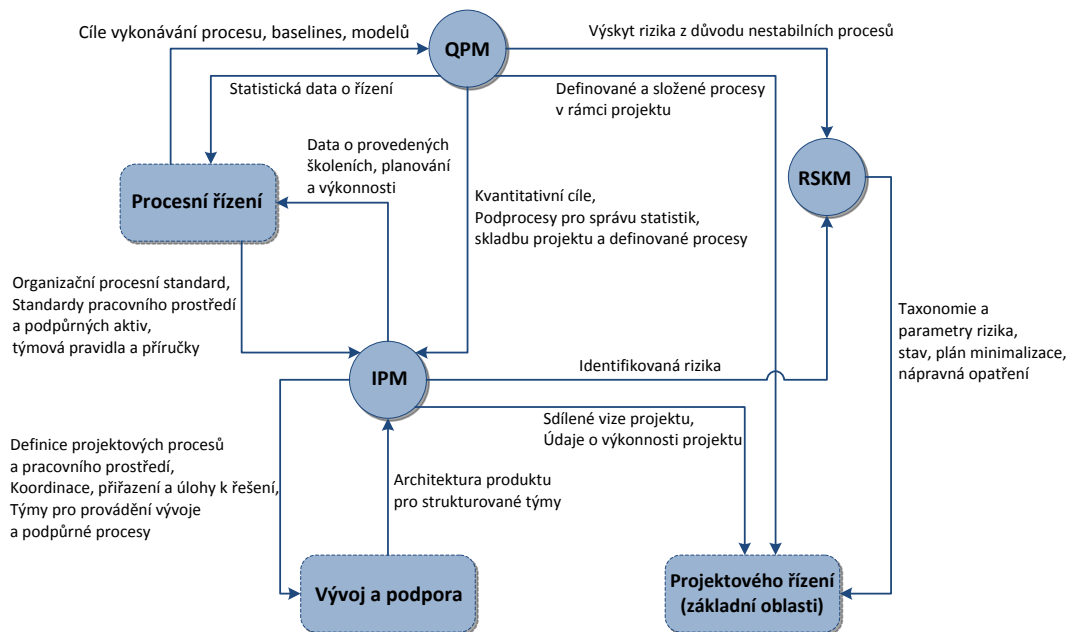 Cíle vykonávání procesu, baselines, modelů
QPM
Výskyt rizika z důvodu nestabilních procesů
Statistická data o řízení
Definované a složené procesy
v rámci projektu
Data o provedených
školeních, planování
a výkonnosti
Procesní řízení
RSKM
Kvantitativní cíle,
Podprocesy pro správu statistik,
skladbu projektu a definované procesy
Organizační procesní standard,
Standardy pracovního prostředí
a podpůrných aktiv,
týmová pravidla a příručky
Taxonomie a
parametry rizika,
stav, plán minimalizace,
nápravná opatření
IPM
Identifikovaná rizika
Sdílené vize projektu,
Údaje o výkonnosti projektu
Definice projektových procesů
a pracovního prostředí,
Koordinace, přiřazení a úlohy k řešení,
Týmy pro provádění vývoje
a podpůrné procesy
Architektura produktu
pro strukturované týmy
Vývoj a podpora
Projektového řízení
(základní oblasti)